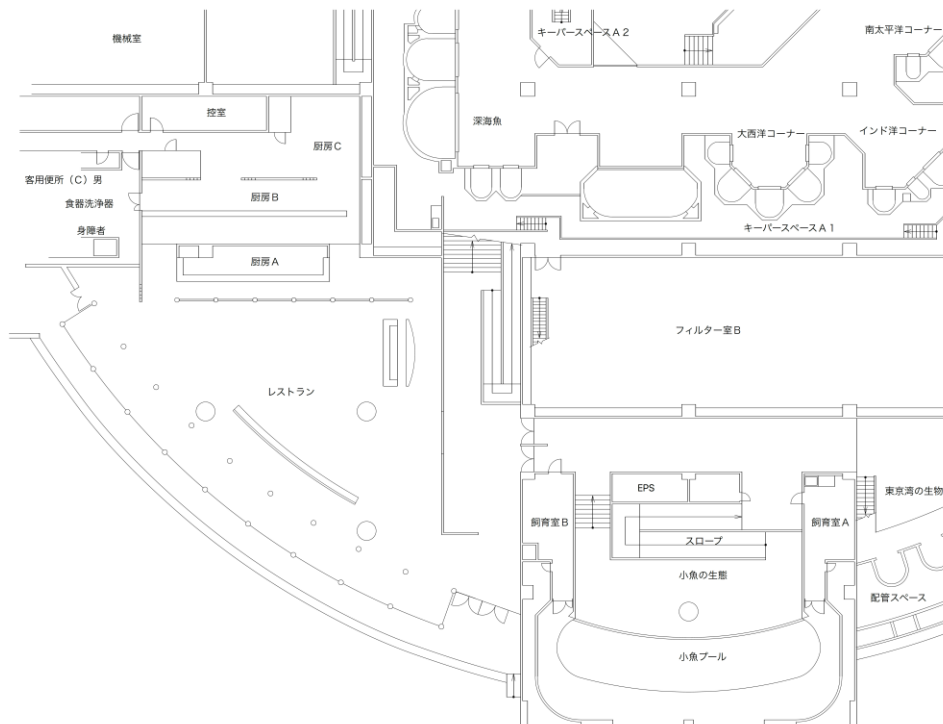 機械室
キーパースペースA2
南太平洋コーナー
控室
深海魚
大西洋コーナー
インド洋コーナー
厨房C
客用便所（C）男
厨房B
食器洗浄器
身障者
キーパースペースA1
厨房A
フィルター室B
レストラン
EPS
東京湾の生物
飼育室B
飼育室A
スロープ
小魚の生態
配管スペース
小魚プール